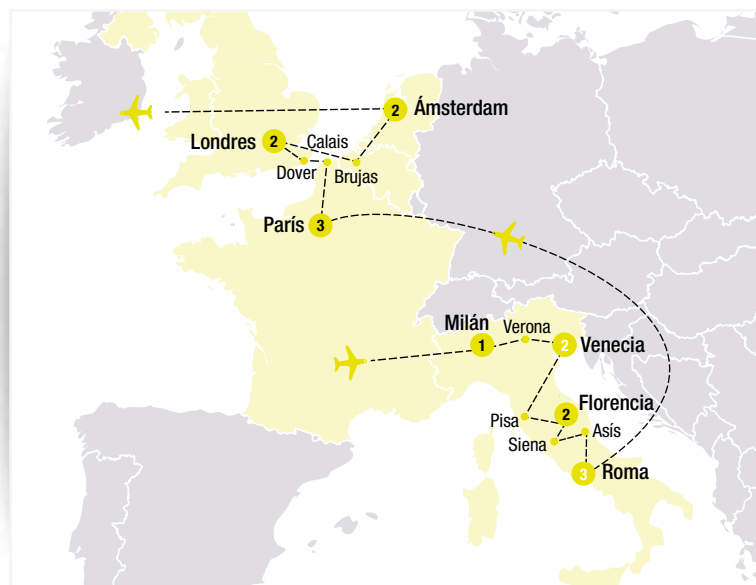 2 Ámsterdam
Londres 2
Calais
Dover
Brujas
París 3
Milán
1
Verona
2 Venecia
Florencia
2
Pisa
Asís
Siena
3 Roma